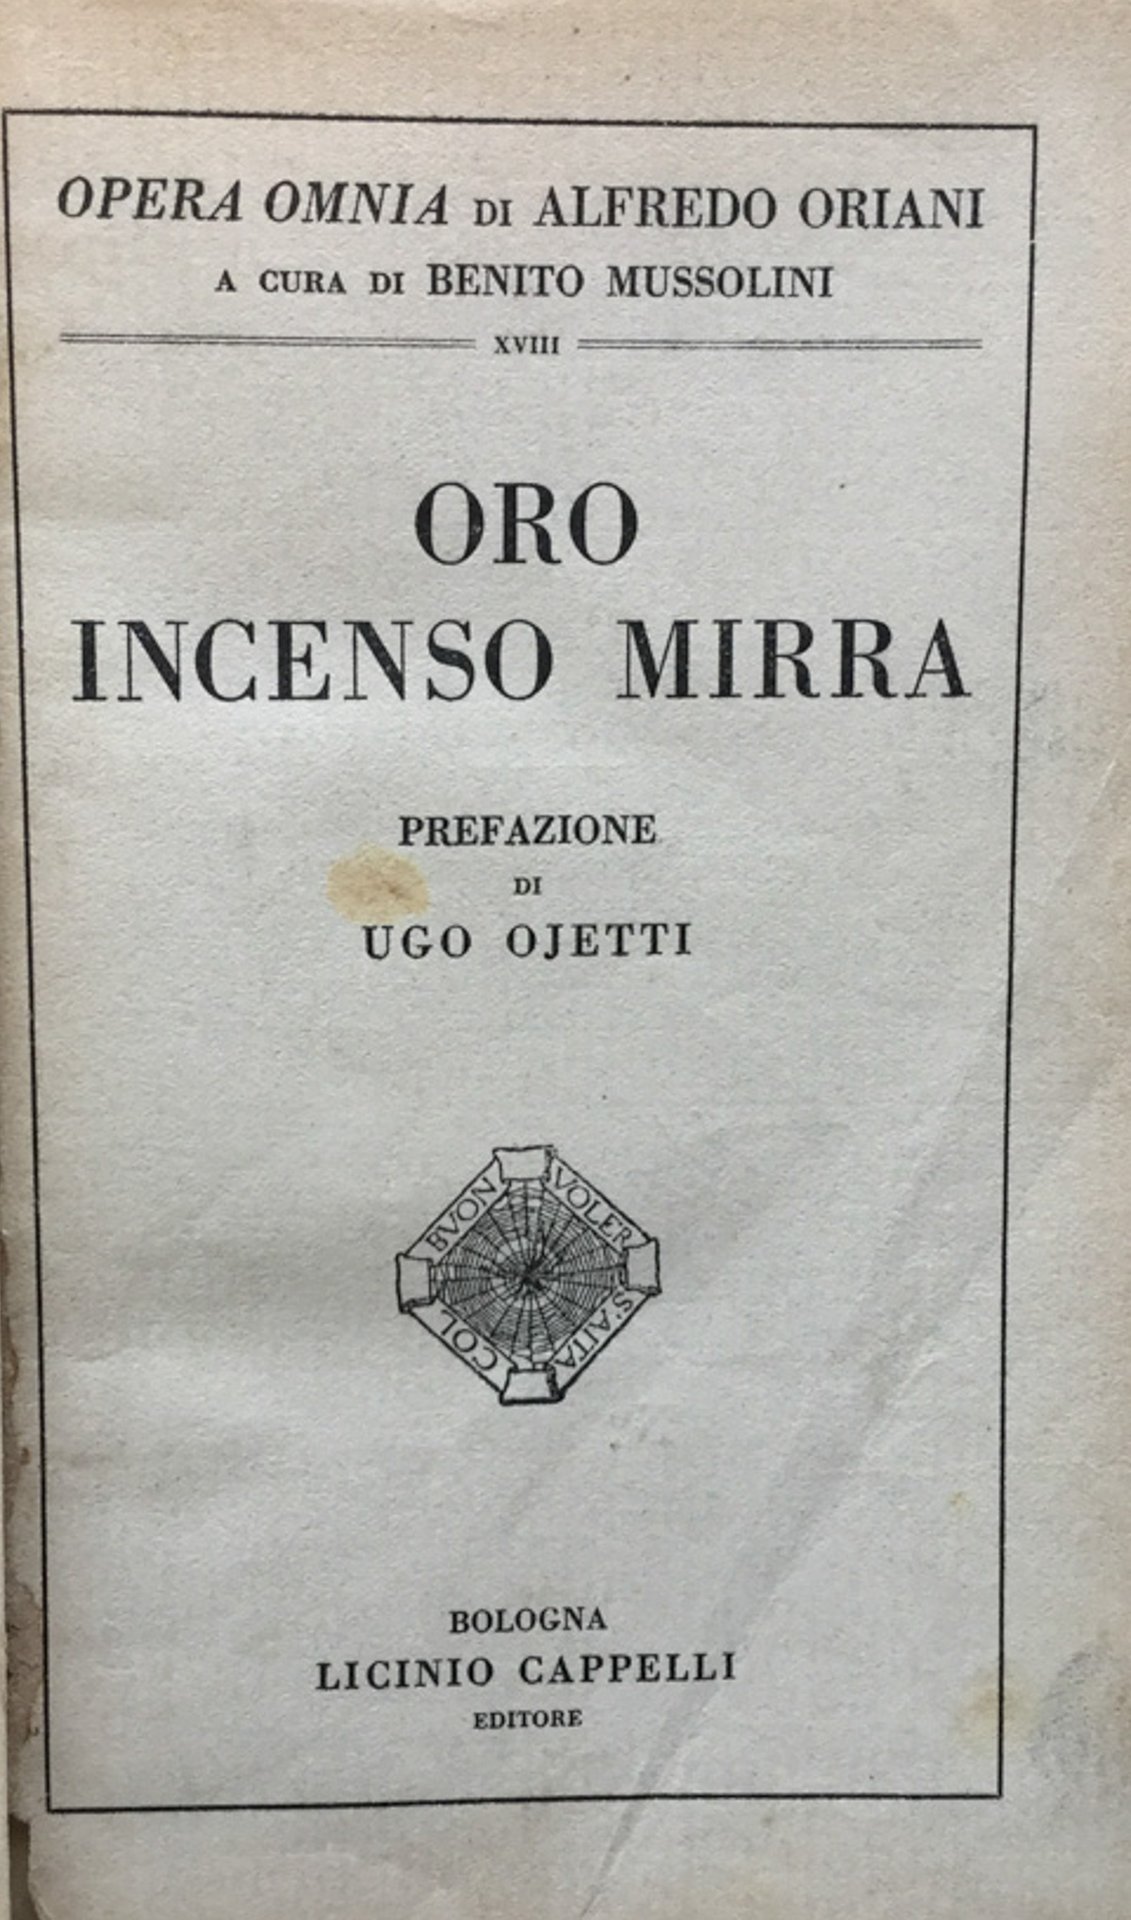 OPERA OMNIA DI ALFREDO ORIANI
A CURA DI BENITO MUSSOLINI
XVIII
ORO
INCENSO MIRRA
PREFAZIONE
DI
UGO OJETTI
COL
BVON
VOLER
S'AITA
BOLOGNA
LICINIO CAPPELLI
EDITORE